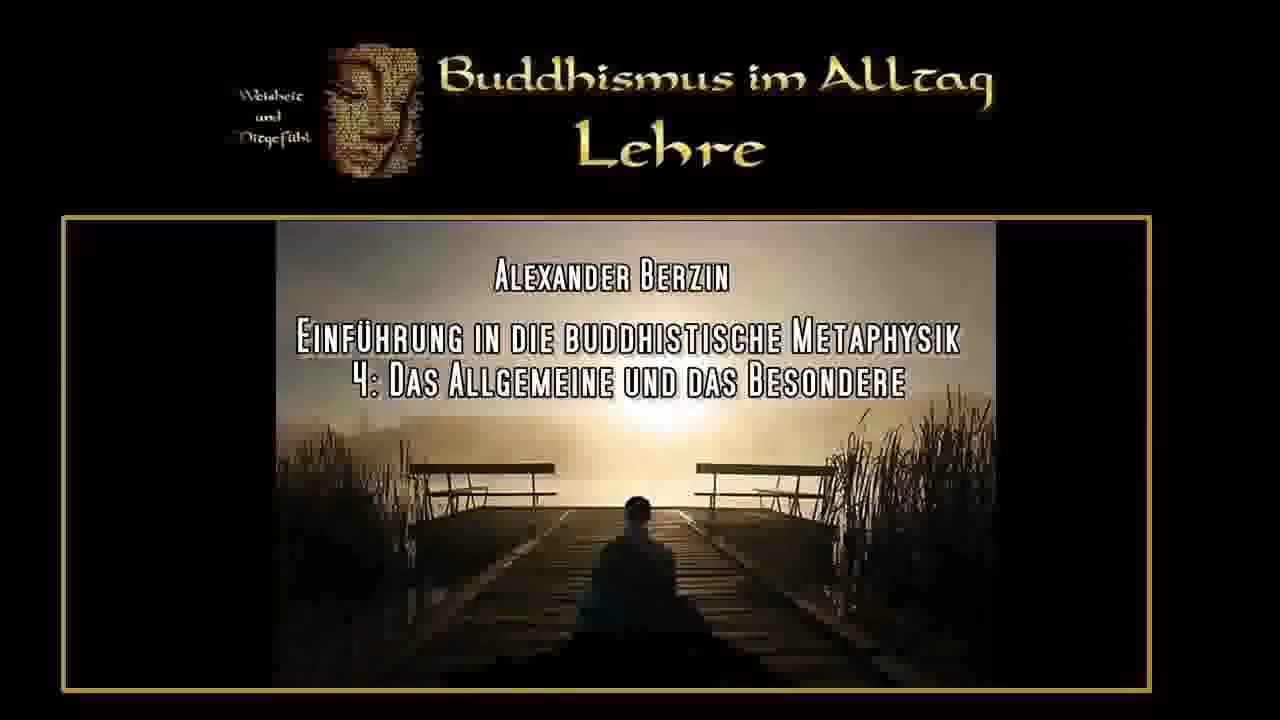 Buddhismus im Alltag
Lehre
Weisheit
und
Mitgefühl
Alexander Berzin
Einführung in die buddhistische Metaphysik
4: Das Allgemeine und das Besondere